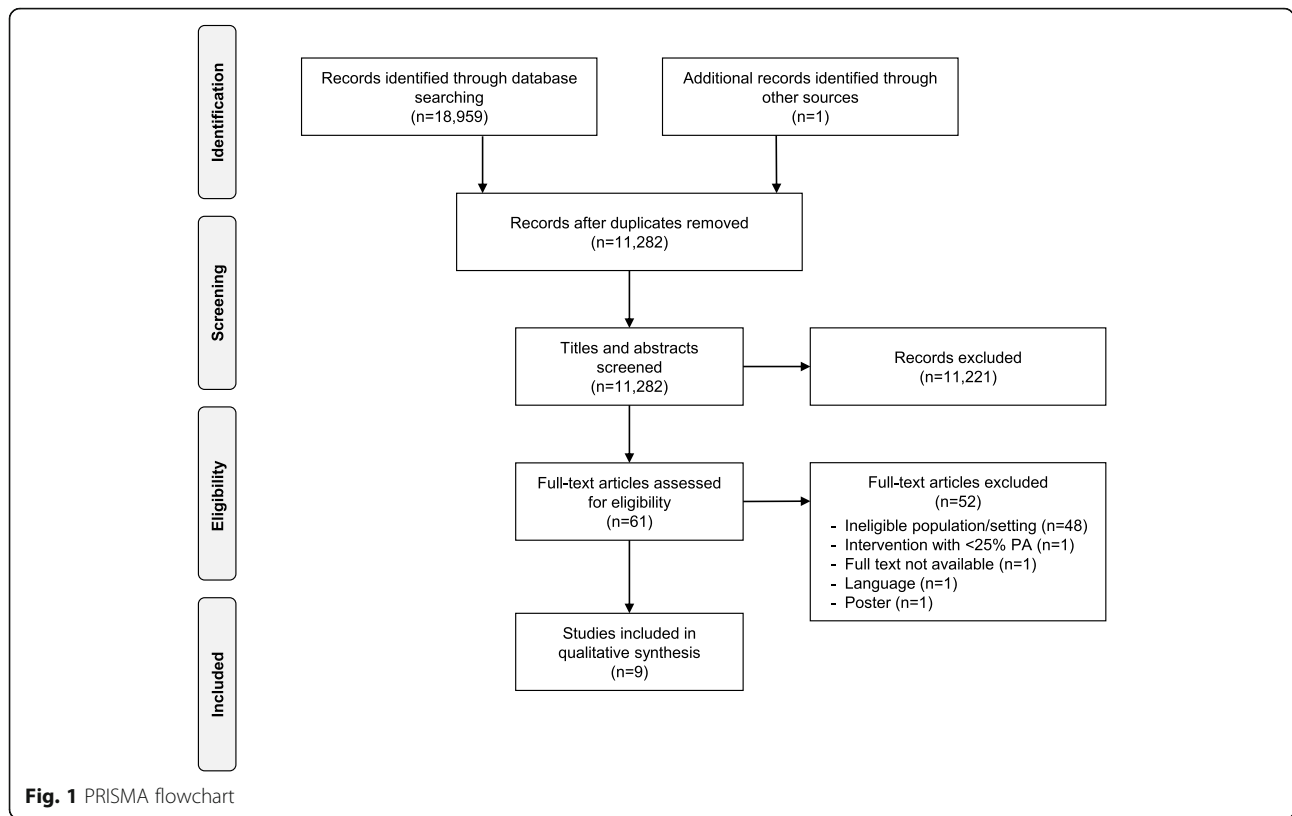 Identification
Records identified through database
searching
(n=18,959)
Additional records identified through
other sources
(n=1)
Records after duplicates removed
(n=11,282)
Screening
Titles and abstracts
screened
(n=11,282)
Records excluded
(n=11,221)
Eligibility
Full-text articles assessed
for eligibility
(n=61)
Full-text articles excluded
(n=52)
- Ineligible population/setting (n=48)
- Intervention with <25% PA (n=1)
- Full text not available (n=1)
- Language (n=1)
- Poster (n=1)
Included
Studies included in
qualitative synthesis
(n=9)
Fig. 1 PRISMA flowchart